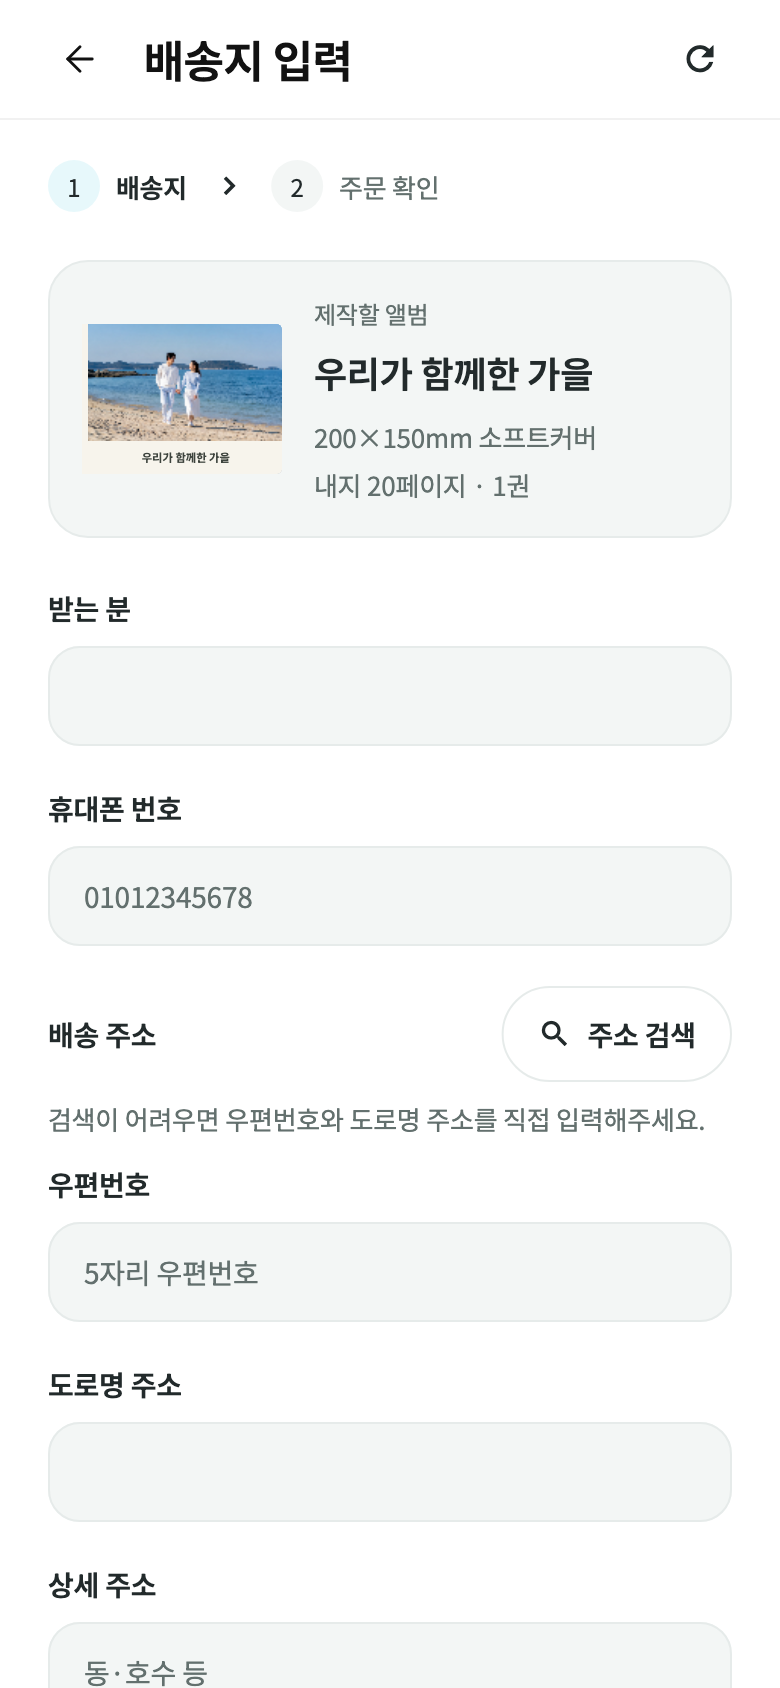 배송지 입력
1 배송지 2 주문 확인
제작할 앨범
우리가 함께한 가을
200×150mm 소프트커버
내지 20페이지 · 1권
우리가 함께한 가을
받는 분
휴대폰 번호
01012345678
배송 주소
주소 검색
검색이 어려우면 우편번호와 도로명 주소를 직접 입력해주세요.
우편번호
5자리 우편번호
도로명 주소
상세 주소
동·호수 등